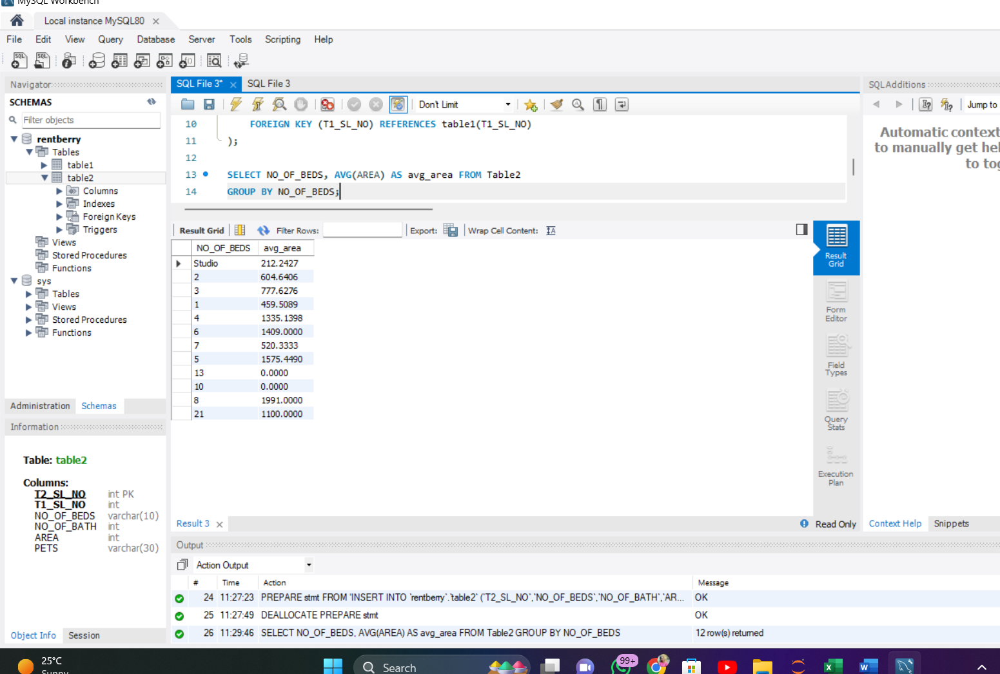 MySQL Workbench
Local instance MySQL80
File Edit View Query Database Server Tools Scripting Help
Navigator
SCHEMAS
Filter objects
rentberry
Tables
table1
table2
Columns
Indexes
Foreign Keys
Triggers
Views
Stored Procedures
Functions
sys
Tables
Views
Stored Procedures
Functions
Administration Schemas
Information
Table: table2
Columns:
T2_SL_NO int PK
T1_SL_NO int
NO_OF_BEDS varchar(10)
NO_OF_BATH int
AREA int
PETS varchar(30)
Object Info Session
SQL File 3* SQL File 3
Don't Limit
10 FOREIGN KEY (T1_SL_NO) REFERENCES table1(T1_SL_NO)
11 );
12
13 SELECT NO_OF_BEDS, AVG(AREA) AS avg_area FROM Table2
14 GROUP BY NO_OF_BEDS;
Result Grid Filter Rows: Export: Wrap Cell Content:
NO_OF_BEDS avg_area
Studio 212.2427
2 604.6406
3 777.6276
1 459.5089
4 1335.1398
6 1409.0000
7 520.3333
5 1575.4490
13 0.0000
10 0.0000
8 1991.0000
21 1100.0000
Result
Grid
Form
Editor
Field
Types
Query
Stats
Execution
Plan
Result 3 Read Only
SQLAdditions
Jump to
Automatic context
to manually get hel
to tog
Context Help Snippets
Output
Action Output
# Time Action Message
24 11:27:23 PREPARE stmt FROM 'INSERT INTO `rentberry`.`table2` (`T2_SL_NO`,`NO_OF_BEDS`,`NO_OF_BATH`,`AR... OK
25 11:27:49 DEALLOCATE PREPARE stmt OK
26 11:29:46 SELECT NO_OF_BEDS, AVG(AREA) AS avg_area FROM Table2 GROUP BY NO_OF_BEDS 12 row(s) returned
25°C
Sunny
Search
99+